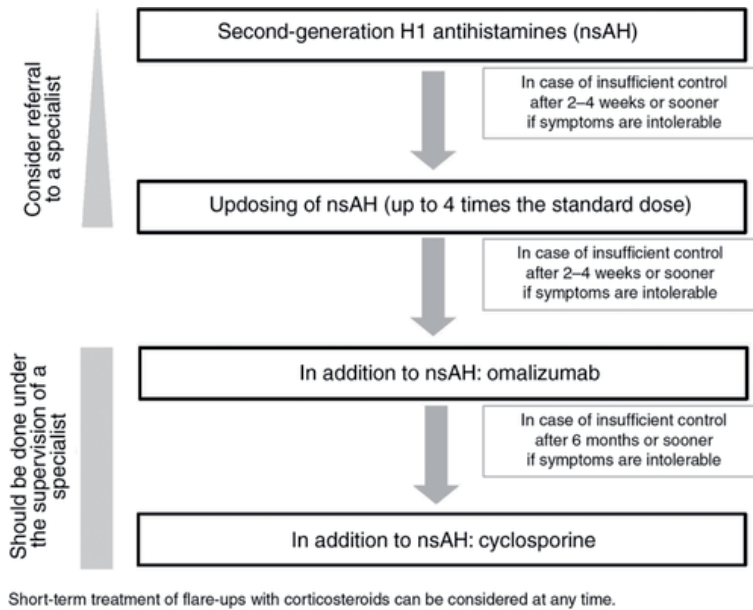 Second-generation H1 antihistamines (nsAH)
In case of insufficient control
after 2–4 weeks or sooner
if symptoms are intolerable
Consider referral
to a specialist
Updosing of nsAH (up to 4 times the standard dose)
In case of insufficient control
after 2–4 weeks or sooner
if symptoms are intolerable
In addition to nsAH: omalizumab
In case of insufficient control
after 6 months or sooner
if symptoms are intolerable
Should be done under
the supervision of a
specialist
In addition to nsAH: cyclosporine
Short-term treatment of flare-ups with corticosteroids can be considered at any time.